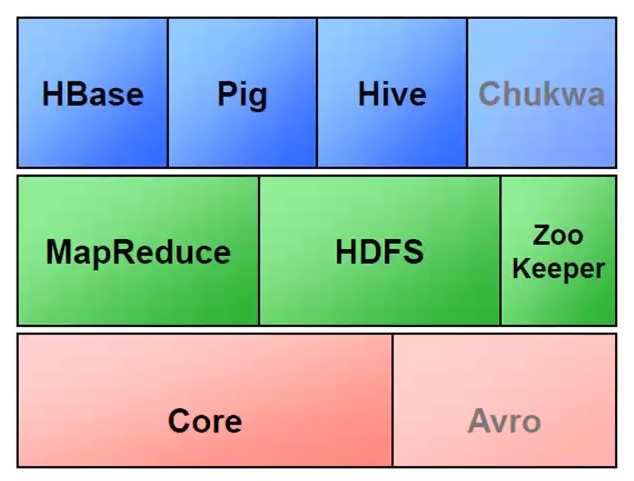 HBase
Pig
Hive
Chukwa
MapReduce
HDFS
Zoo
Keeper
Core
Avro